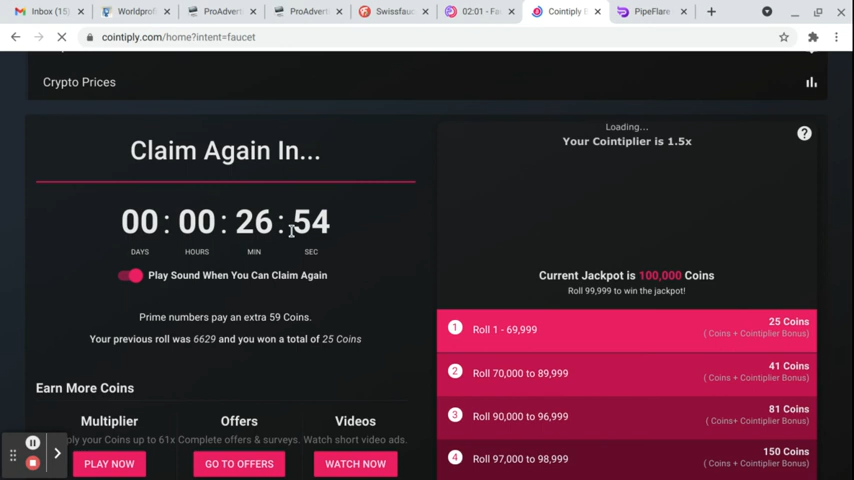 Inbox (15)
Worldprofi
ProAdvert
ProAdvert
Swissfauc
02:01 - Fa
Cointiply B
PipeFlare
cointiply.com/home?intent=faucet
Crypto Prices
Claim Again In...
00 : 00 : 26 : 54
DAYS HOURS MIN SEC
Play Sound When You Can Claim Again
Prime numbers pay an extra 59 Coins.
Your previous roll was 6629 and you won a total of 25 Coins
Earn More Coins
Multiplier
Offers
Videos
ply your Coins up to 61x
Complete offers & surveys.
Watch short video ads.
PLAY NOW
GO TO OFFERS
WATCH NOW
Loading...
Your Cointiplier is 1.5x
?
Current Jackpot is 100,000 Coins
Roll 99,999 to win the jackpot!
1 Roll 1 - 69,999 25 Coins
( Coins + Cointiplier Bonus)
2 Roll 70,000 to 89,999 41 Coins
( Coins + Cointiplier Bonus)
3 Roll 90,000 to 96,999 81 Coins
( Coins+ Cointiplier Bonus)
4 Roll 97,000 to 98,999 150 Coins
( Coins + Cointiplier Bonus)